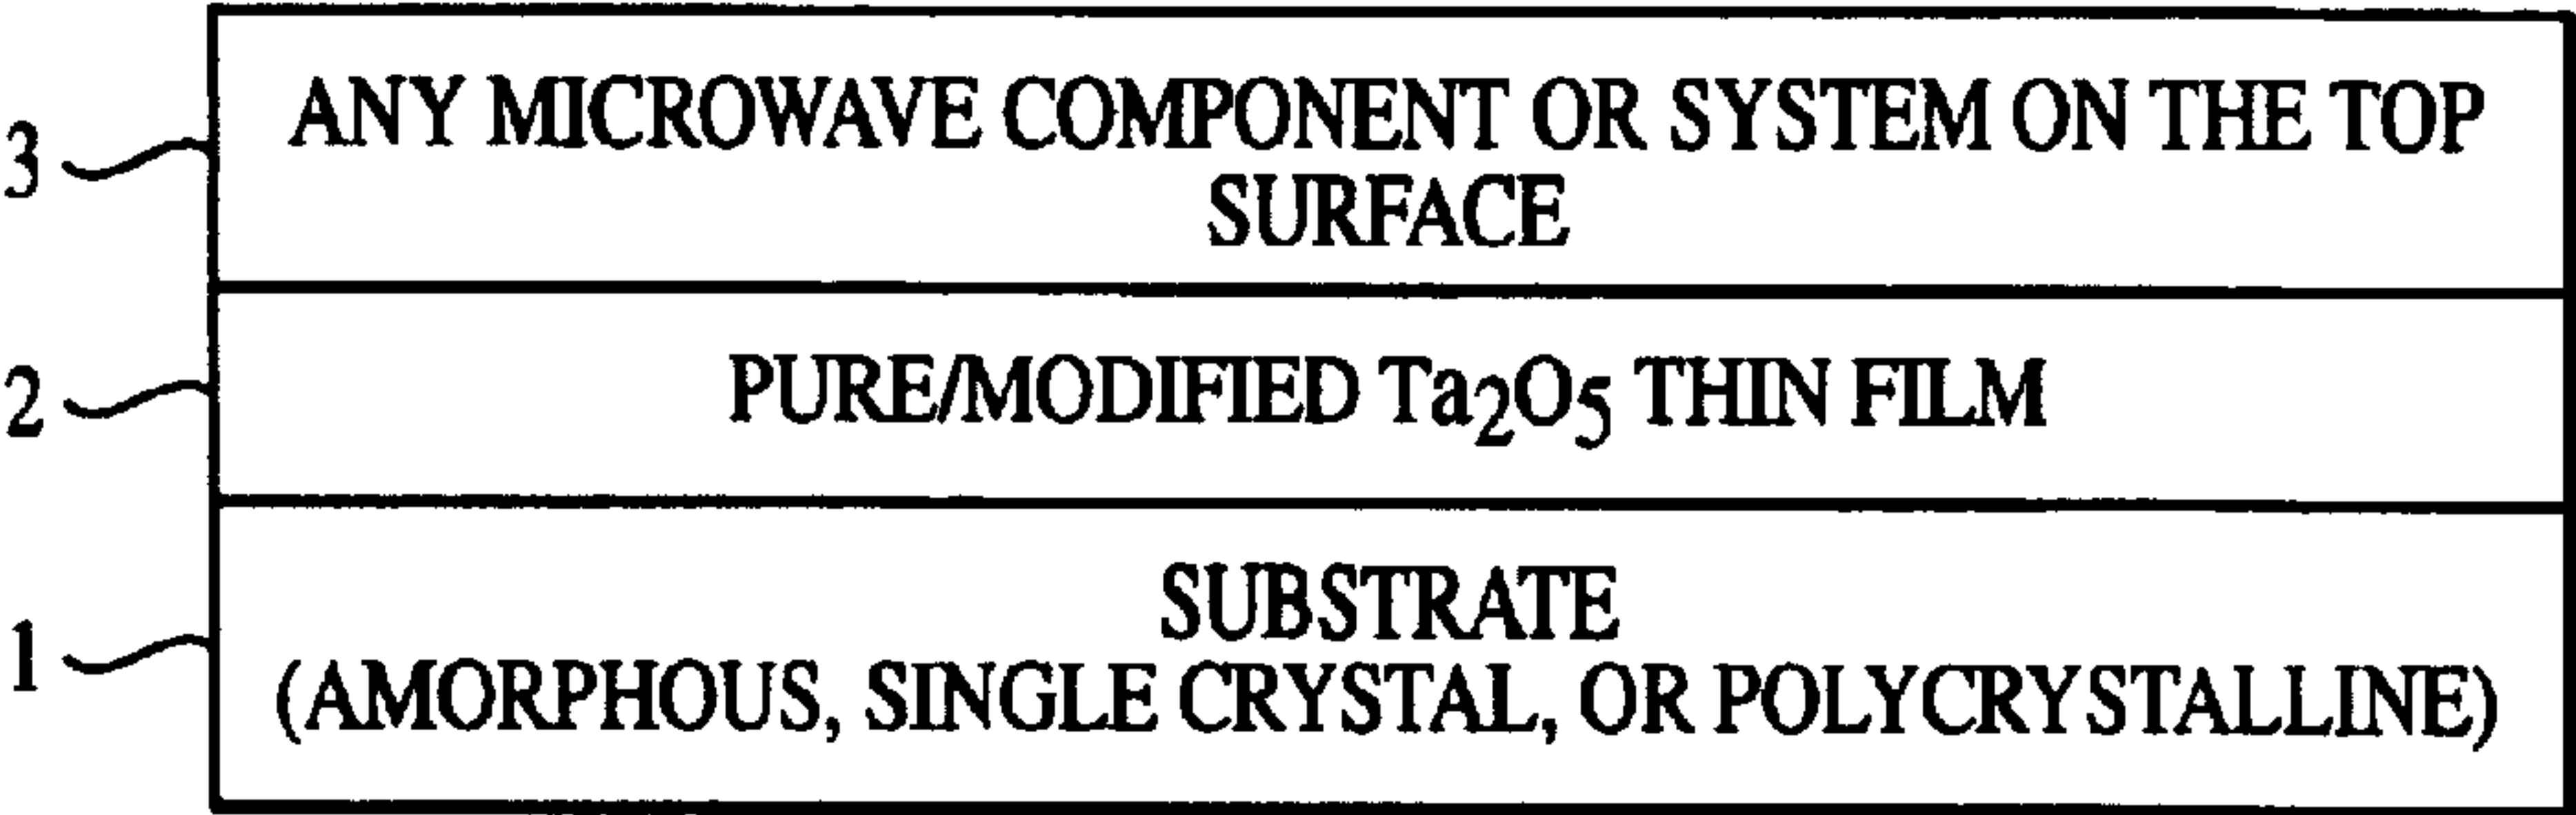 3
ANY MICROWAVE COMPONENT OR SYSTEM ON THE TOP
SURFACE
2
PURE/MODIFIED Ta₂O₅ THIN FILM
1
SUBSTRATE
(AMORPHOUS, SINGLE CRYSTAL, OR POLYCRYSTALLINE)